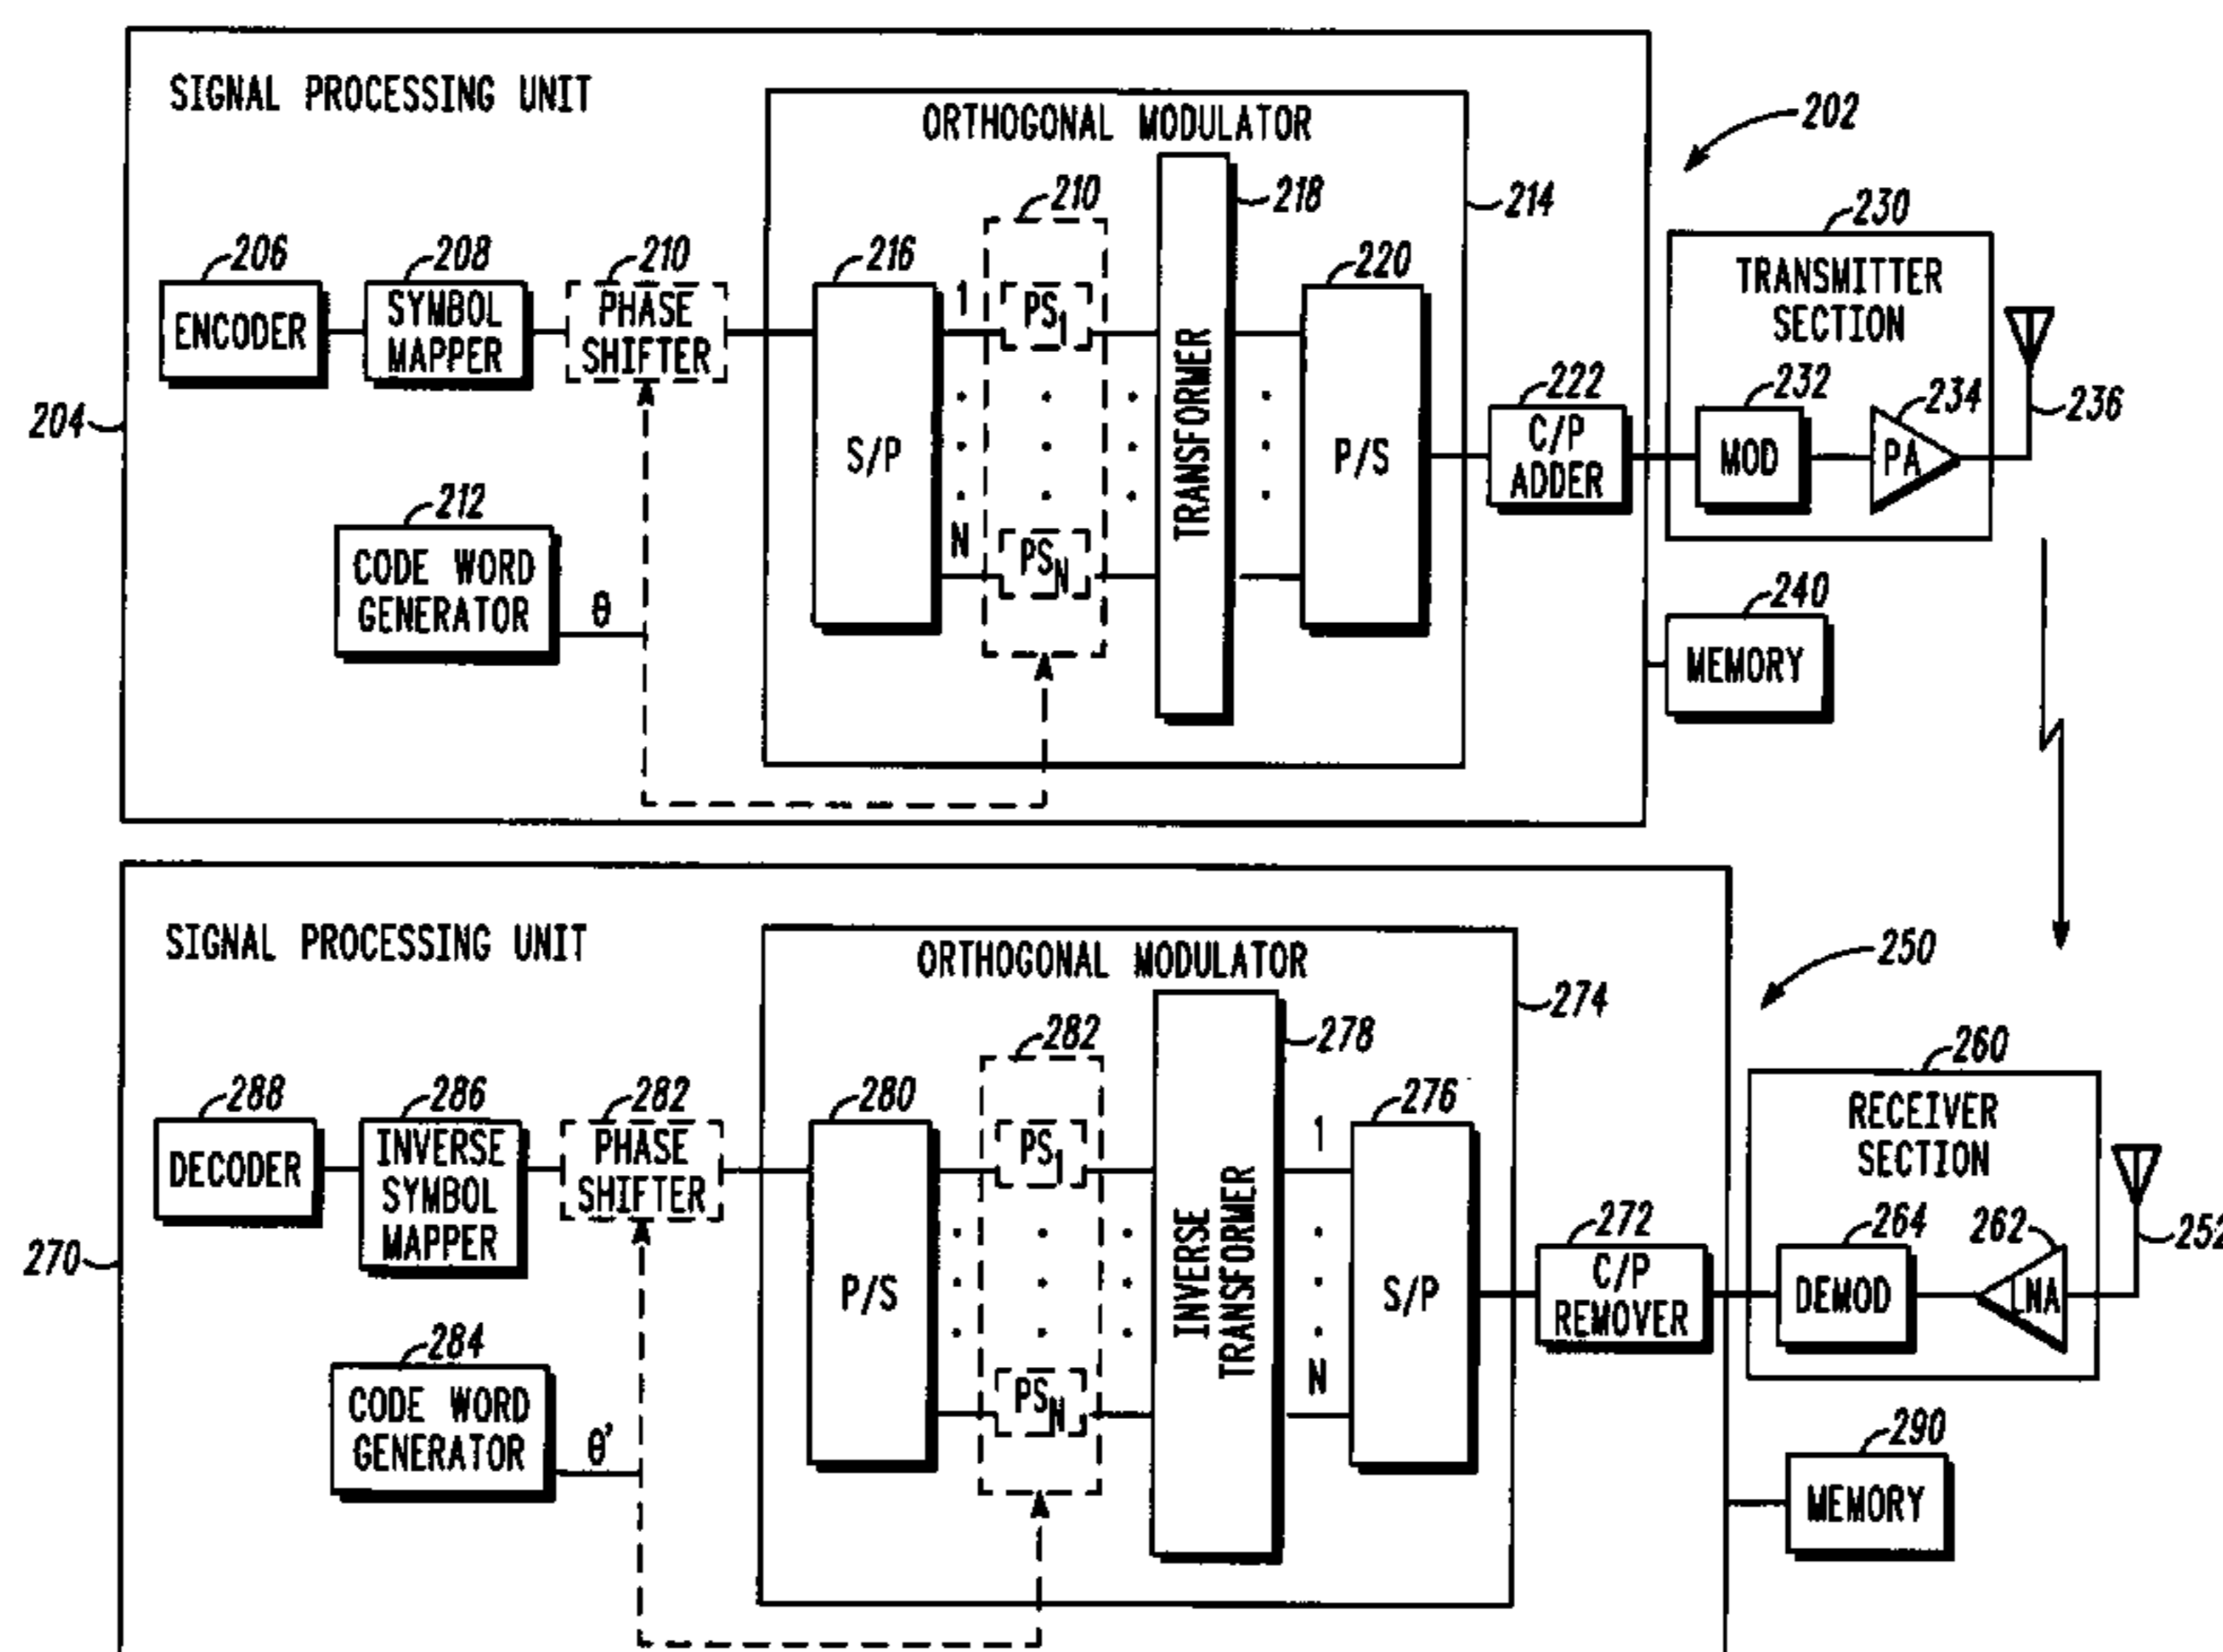 SIGNAL PROCESSING UNIT
ORTHOGONAL MODULATOR
202
210
218
214
230
206
208
210
216
220
TRANSMITTER
SECTION
ENCODER
SYMBOL
MAPPER
PHASE
SHIFTER
1
PS1
TRANSFORMER
S/P
P/S
222
C/P
ADDER
232
MOD
234
PA
236
204
212
CODE WORD
GENERATOR
θ
N
PSN
240
MEMORY
SIGNAL PROCESSING UNIT
ORTHOGONAL MODULATOR
250
274
282
278
260
288
286
282
280
276
RECEIVER
SECTION
DECODER
INVERSE
SYMBOL
MAPPER
PHASE
SHIFTER
PS1
1
INVERSE
TRANSFORMER
P/S
S/P
272
C/P
REMOVER
264
DEMOD
262
LNA
252
270
284
CODE WORD
GENERATOR
θ'
PSN
N
290
MEMORY